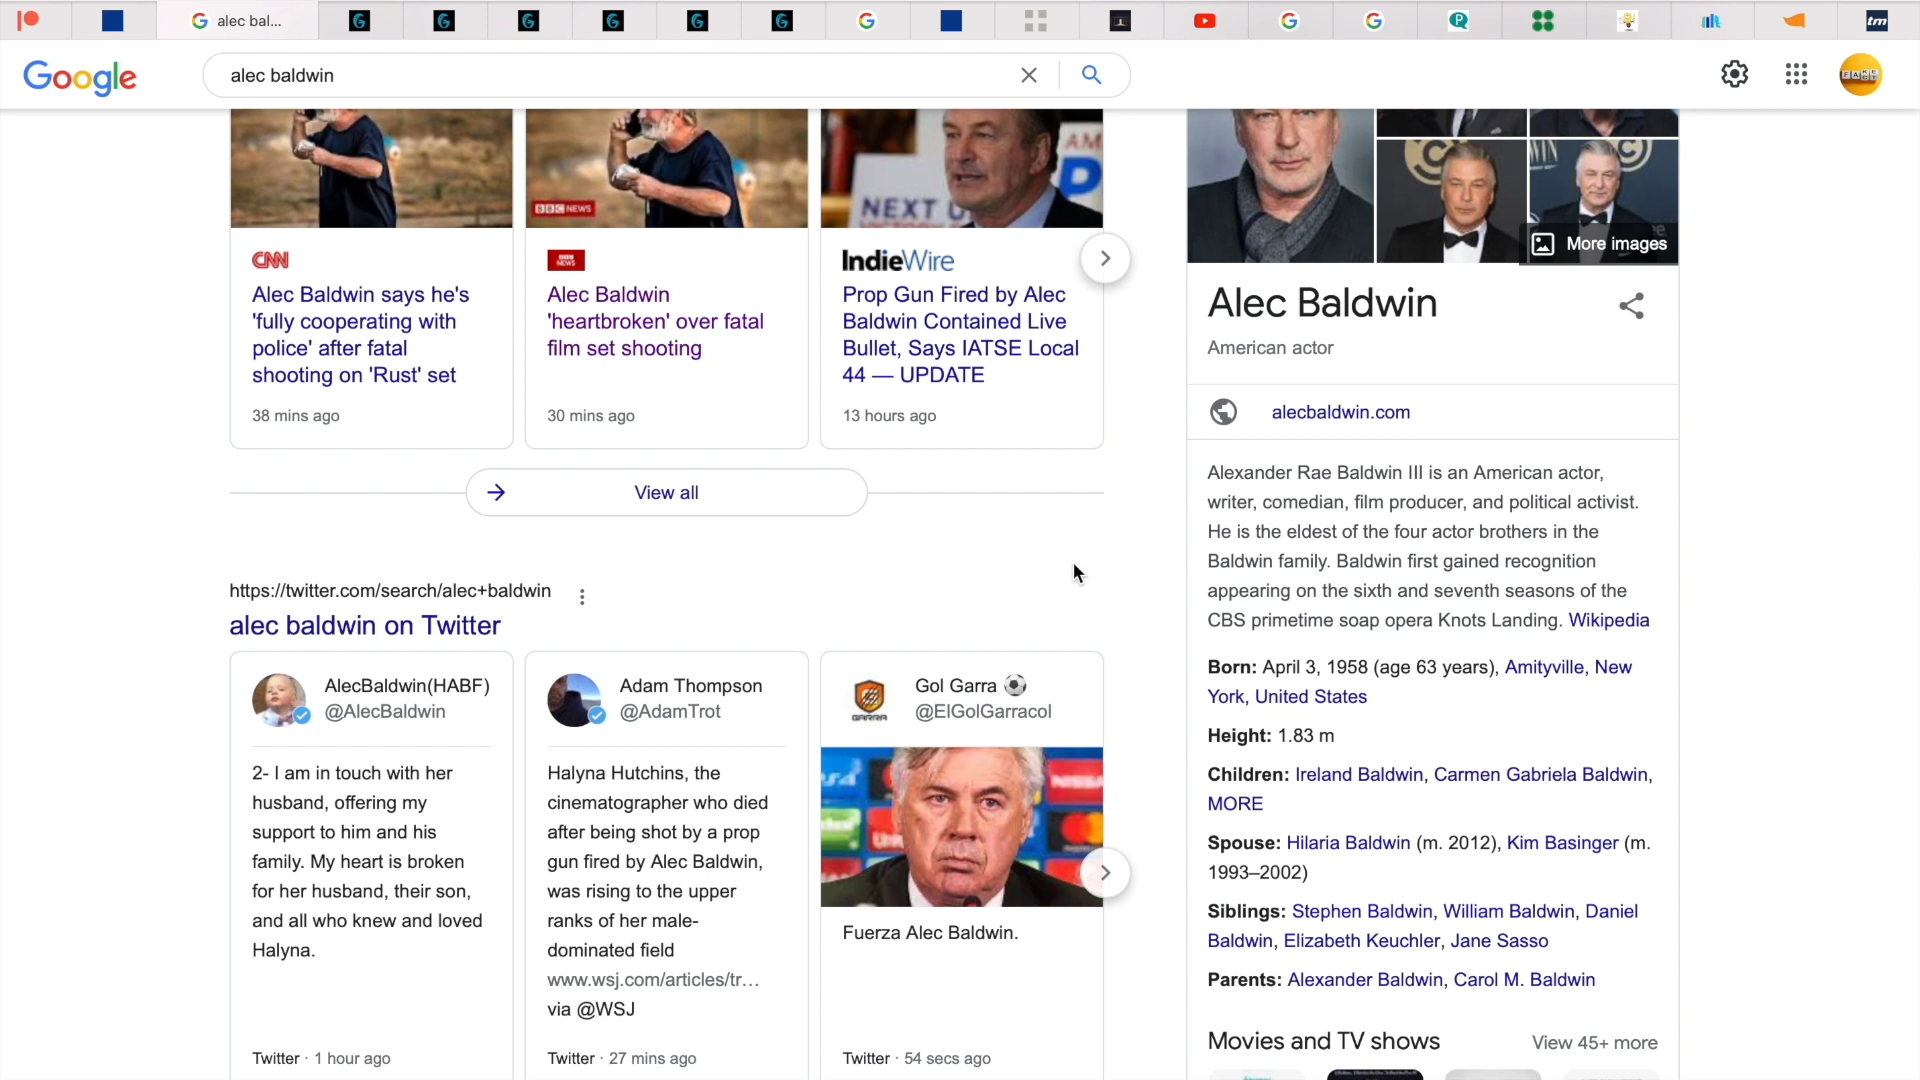 alec bal...
tm
Google
alec baldwin
FAKE
BBC NEWS
NEXT U
AM
P
More images
CNN
Alec Baldwin says he's
'fully cooperating with
police' after fatal
shooting on 'Rust' set
38 mins ago
BBC
NEWS
Alec Baldwin
'heartbroken' over fatal
film set shooting
30 mins ago
IndieWire
Prop Gun Fired by Alec
Baldwin Contained Live
Bullet, Says IATSE Local
44 — UPDATE
13 hours ago
View all
https://twitter.com/search/alec+baldwin
alec baldwin on Twitter
AlecBaldwin(HABF)
@AlecBaldwin
2- I am in touch with her
husband, offering my
support to him and his
family. My heart is broken
for her husband, their son,
and all who knew and loved
Halyna.
Twitter · 1 hour ago
Adam Thompson
@AdamTrot
Halyna Hutchins, the
cinematographer who died
after being shot by a prop
gun fired by Alec Baldwin,
was rising to the upper
ranks of her male-
dominated field
www.wsj.com/articles/tr...
via @WSJ
Twitter · 27 mins ago
GARRA
Gol Garra ⚽
@ElGolGarracol
Fuerza Alec Baldwin.
Twitter · 54 secs ago
Alec Baldwin
American actor
alecbaldwin.com
Alexander Rae Baldwin III is an American actor,
writer, comedian, film producer, and political activist.
He is the eldest of the four actor brothers in the
Baldwin family. Baldwin first gained recognition
appearing on the sixth and seventh seasons of the
CBS primetime soap opera Knots Landing. Wikipedia
Born: April 3, 1958 (age 63 years), Amityville, New
York, United States
Height: 1.83 m
Children: Ireland Baldwin, Carmen Gabriela Baldwin,
MORE
Spouse: Hilaria Baldwin (m. 2012), Kim Basinger (m.
1993–2002)
Siblings: Stephen Baldwin, William Baldwin, Daniel
Baldwin, Elizabeth Keuchler, Jane Sasso
Parents: Alexander Baldwin, Carol M. Baldwin
Movies and TV shows
View 45+ more